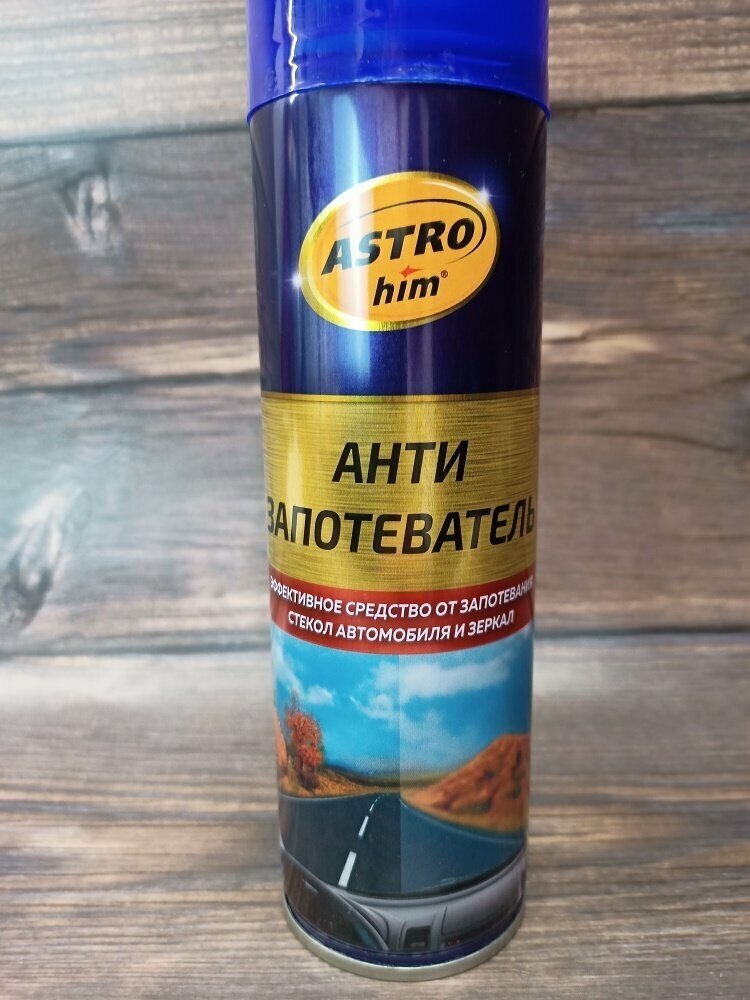 ASTRO
him®
АНТИ
ЗАПОТЕВАТЕЛЬ
ЭФФЕКТИВНОЕ СРЕДСТВО ОТ ЗАПОТЕВАНИЯ
СТЕКОЛ АВТОМОБИЛЯ И ЗЕРКАЛ